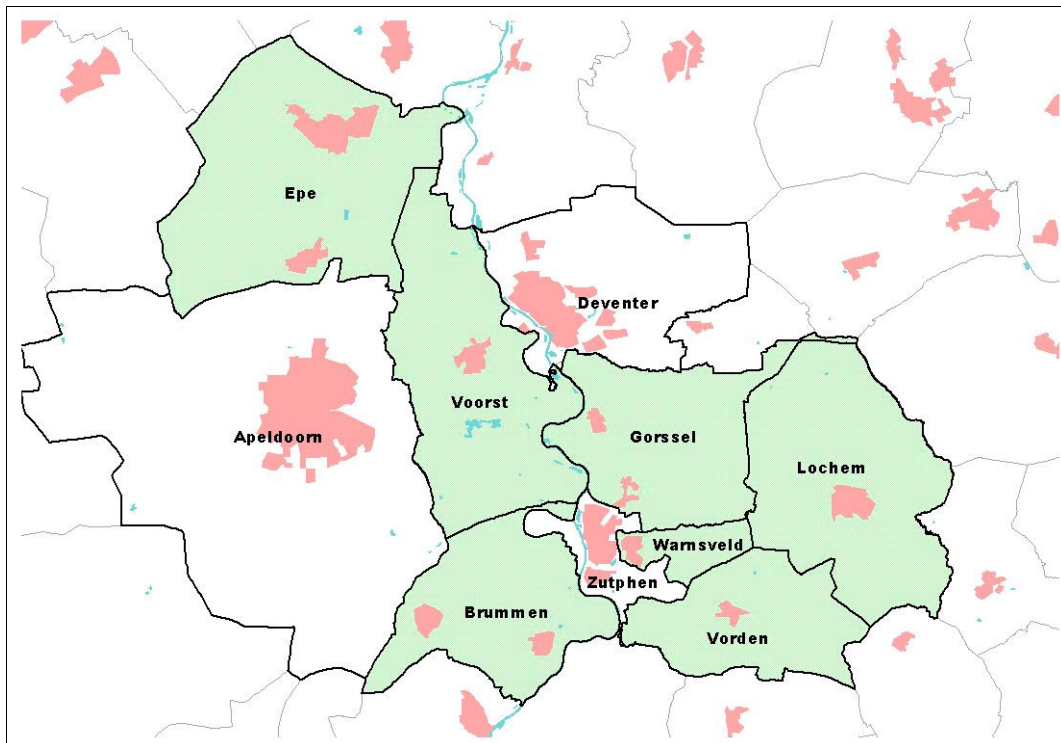 Epe
Deventer
Voorst
Apeldoorn
Gorssel
Lochem
Warnsveld
Zutphen
Brummen
Vorden